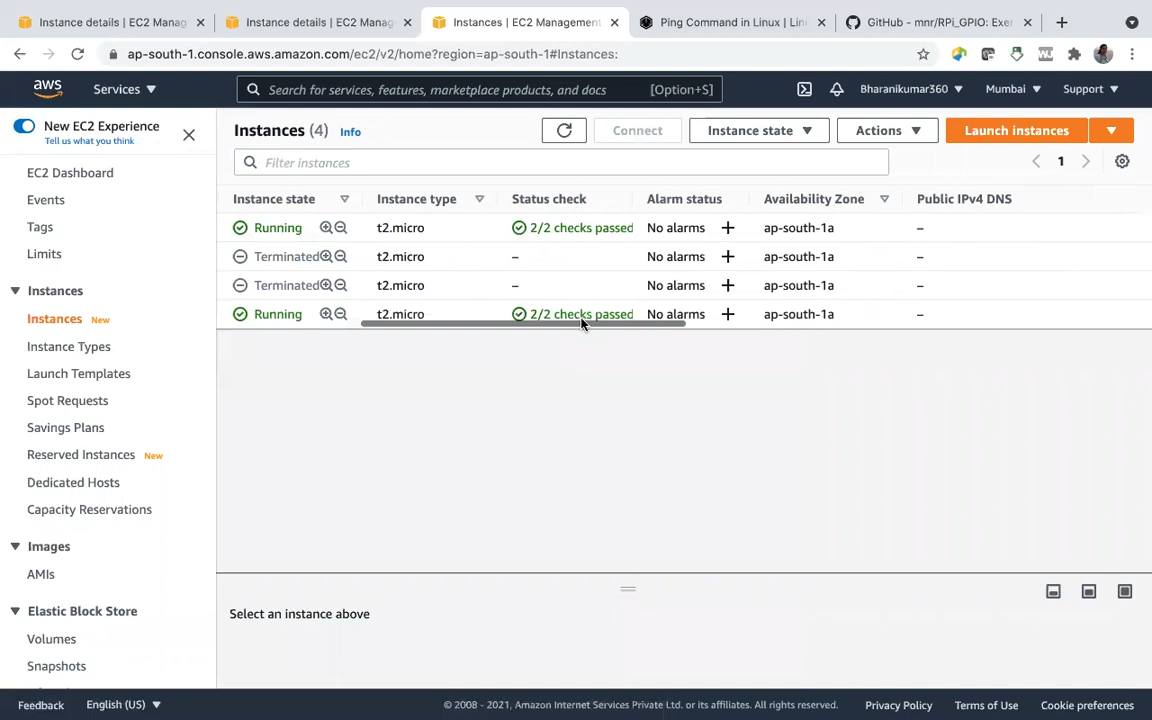 Instance details | EC2 Manag
Instance details | EC2 Manag
Instances | EC2 Management
Ping Command in Linux | Lin
GitHub - mnr/RPi_GPIO: Exer
ap-south-1.console.aws.amazon.com/ec2/v2/home?region=ap-south-1#Instances:
aws
Services
Search for services, features, marketplace products, and docs
[Option+S]
Bharanikumar360
Mumbai
Support
New EC2 Experience
Tell us what you think
Instances (4) Info
Connect
Instance state
Actions
Launch instances
Filter instances
1
Instance state
Instance type
Status check
Alarm status
Availability Zone
Public IPv4 DNS
Running t2.micro 2/2 checks passed No alarms + ap-south-1a –
Terminated t2.micro – No alarms + ap-south-1a –
Terminated t2.micro – No alarms + ap-south-1a –
Running t2.micro 2/2 checks passed No alarms + ap-south-1a –
EC2 Dashboard
Events
Tags
Limits
Instances
Instances New
Instance Types
Launch Templates
Spot Requests
Savings Plans
Reserved Instances New
Dedicated Hosts
Capacity Reservations
Images
AMIs
Elastic Block Store
Volumes
Snapshots
Select an instance above
Feedback
English (US)
© 2008 - 2021, Amazon Internet Services Private Ltd. or its affiliates. All rights reserved.
Privacy Policy
Terms of Use
Cookie preferences